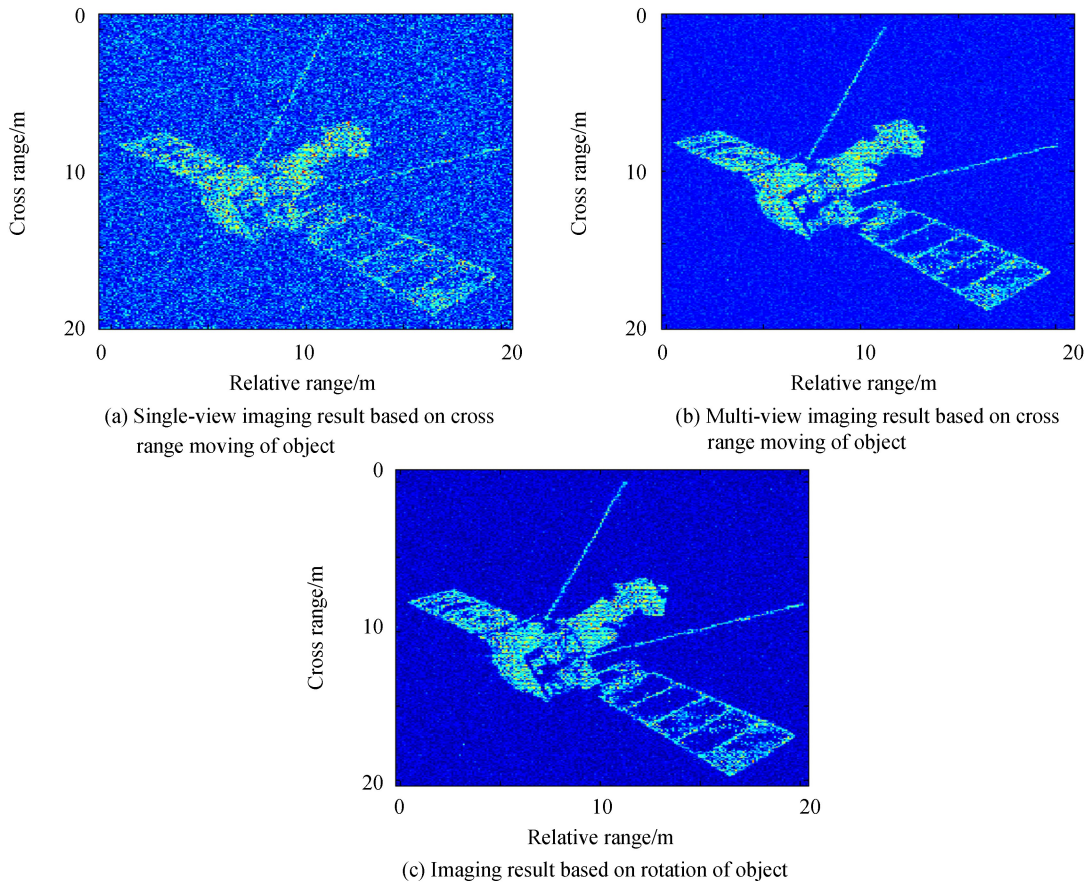 0
10
20
Cross range/m
0
10
20
Relative range/m
(a) Single-view imaging result based on cross
range moving of object
0
10
20
Cross range/m
0
10
20
Relative range/m
(b) Multi-view imaging result based on cross
range moving of object
0
10
20
Cross range/m
0
10
20
Relative range/m
(c) Imaging result based on rotation of object